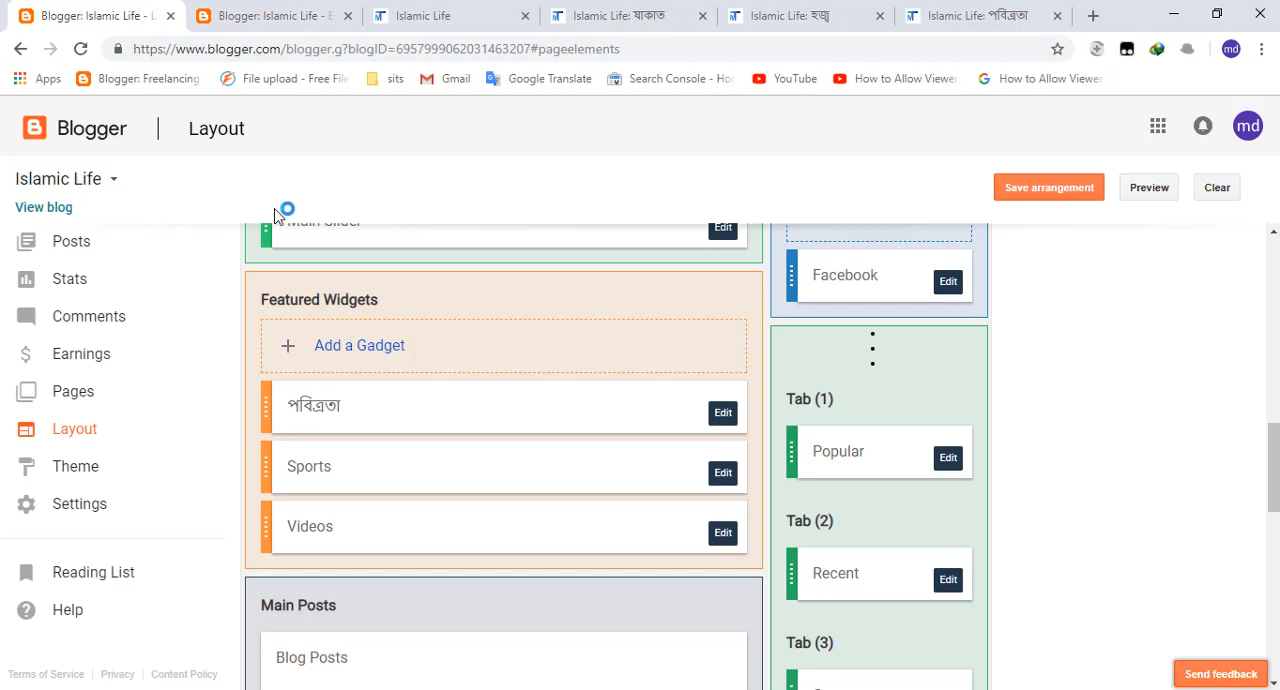 Blogger: Islamic Life - L
Blogger: Islamic Life - E
Islamic Life
Islamic Life: যাকাত
Islamic Life: হজ্ব
Islamic Life: পবিত্রতা
https://www.blogger.com/blogger.g?blogID=6957999062031463207#pageelements
md
Apps
Blogger: Freelancing
File upload - Free File
sits
Gmail
Google Translate
Search Console - Ho
YouTube
How to Allow Viewer
How to Allow Viewer
Blogger
Layout
md
Islamic Life
View blog
Save arrangement
Preview
Clear
Posts
Stats
Comments
Earnings
Pages
Layout
Theme
Settings
Reading List
Help
Terms of Service
Privacy
Content Policy
Main Slider
Edit
Featured Widgets
Add a Gadget
পবিত্রতা
Edit
Sports
Edit
Videos
Edit
Main Posts
Blog Posts
Facebook
Edit
Tab (1)
Popular
Edit
Tab (2)
Recent
Edit
Tab (3)
Send feedback